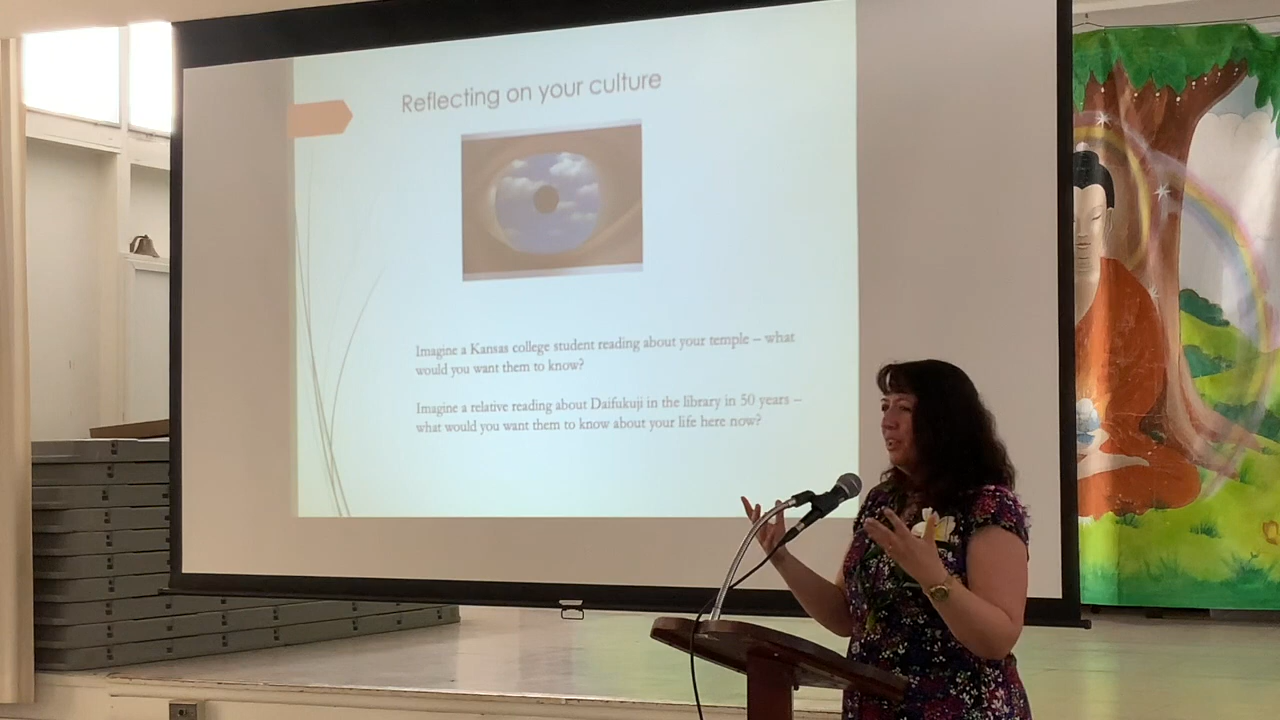 Reflecting on your culture
Imagine a Kansas college student reading about your temple – what
would you want them to know?
Imagine a relative reading about Daifukuji in the library in 50 years –
what would you want them to know about your life here now?